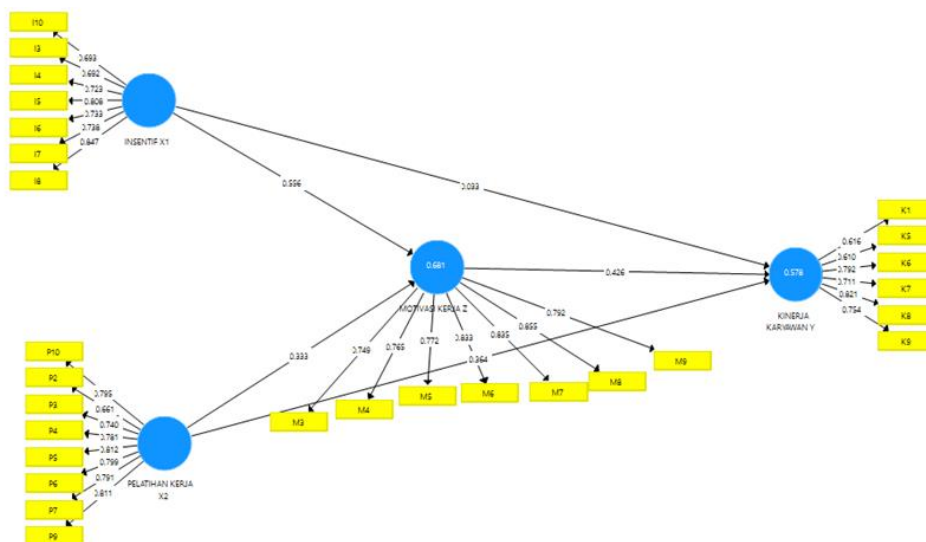 I10
I3
I4
I5
I6
I7
I8
0.693
0.692
0.723
0.808
0.733
0.738
0.847
INSENTIF X1
0.556
0.033
0.681
MOTIVASI KERJA Z
0.426
0.578
KINERJA
KARYAWAN Y
K1
K5
K6
K7
K8
K9
0.616
0.610
0.792
0.711
0.821
0.754
0.333
0.364
0.749
0.765
0.772
0.833
0.835
0.855
0.792
M3
M4
M5
M6
M7
M8
M9
P10
P2
P3
P4
P5
P6
P7
P9
0.795
0.661
0.740
0.781
0.812
0.799
0.791
0.811
PELATIHAN KERJA
X2